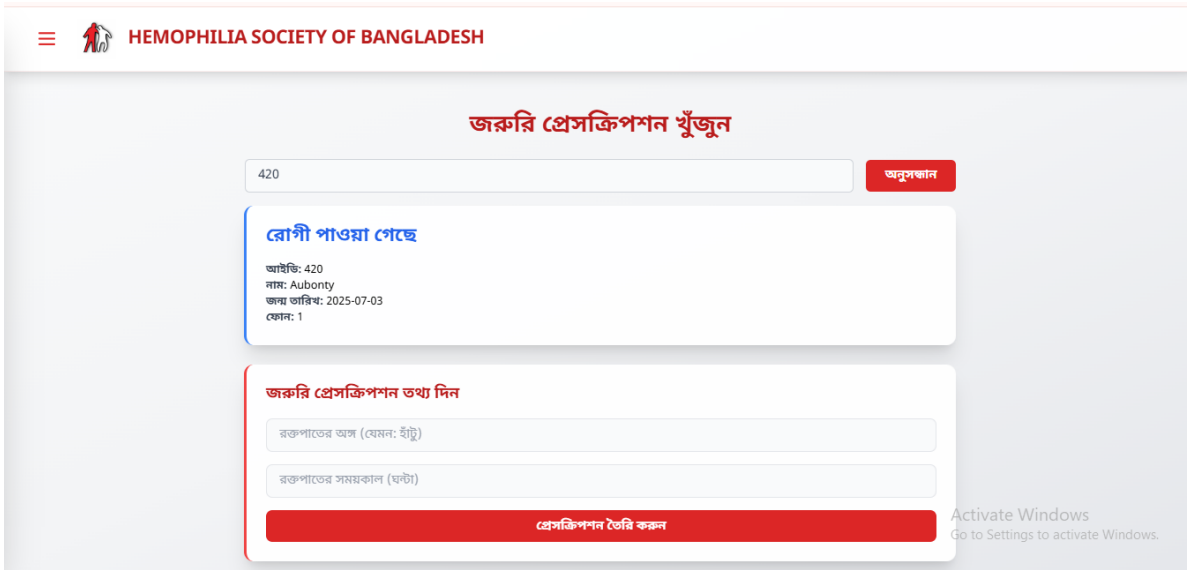 HEMOPHILIA SOCIETY OF BANGLADESH
জরুরি প্রেসক্রিপশন খুঁজুন
420
অনুসন্ধান
রোগী পাওয়া গেছে
আইডি: 420
নাম: Aubonty
জন্ম তারিখ: 2025-07-03
ফোন: 1
জরুরি প্রেসক্রিপশন তথ্য দিন
রক্তপাতের অঙ্গ (যেমন: হাঁটু)
রক্তপাতের সময়কাল (ঘন্টা)
প্রেসক্রিপশন তৈরি করুন
Activate Windows
Go to Settings to activate Windows.